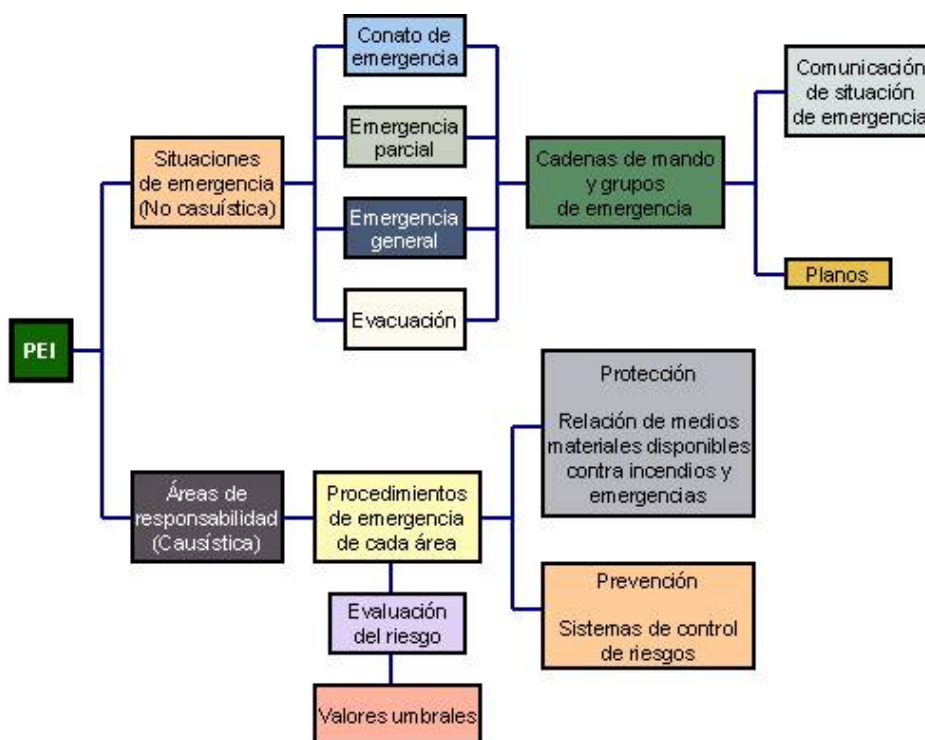 Conato de
emergencia
Comunicación
de situación
de emergencia
Emergencia
parcial
Situaciones
de emergencia
(No casuística)
Cadenas de mando
y grupos
de emergencia
Emergencia
general
Planos
Evacuación
PEI
Protección
Relación de medios
materiales disponibles
contra incendios y
emergencias
Áreas de
responsabilidad
(Causística)
Procedimientos
de emergencia
de cada área
Prevención
Sistemas de control
de riesgos
Evaluación
del riesgo
Valores umbrales